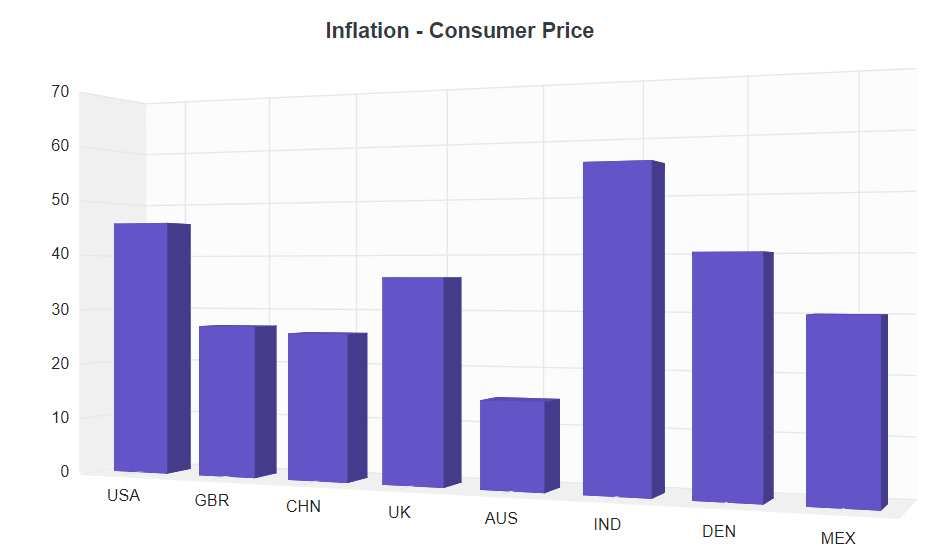 Inflation - Consumer Price
70
60
50
40
30
20
10
0
USA
GBR
CHN
UK
AUS
IND
DEN
MEX